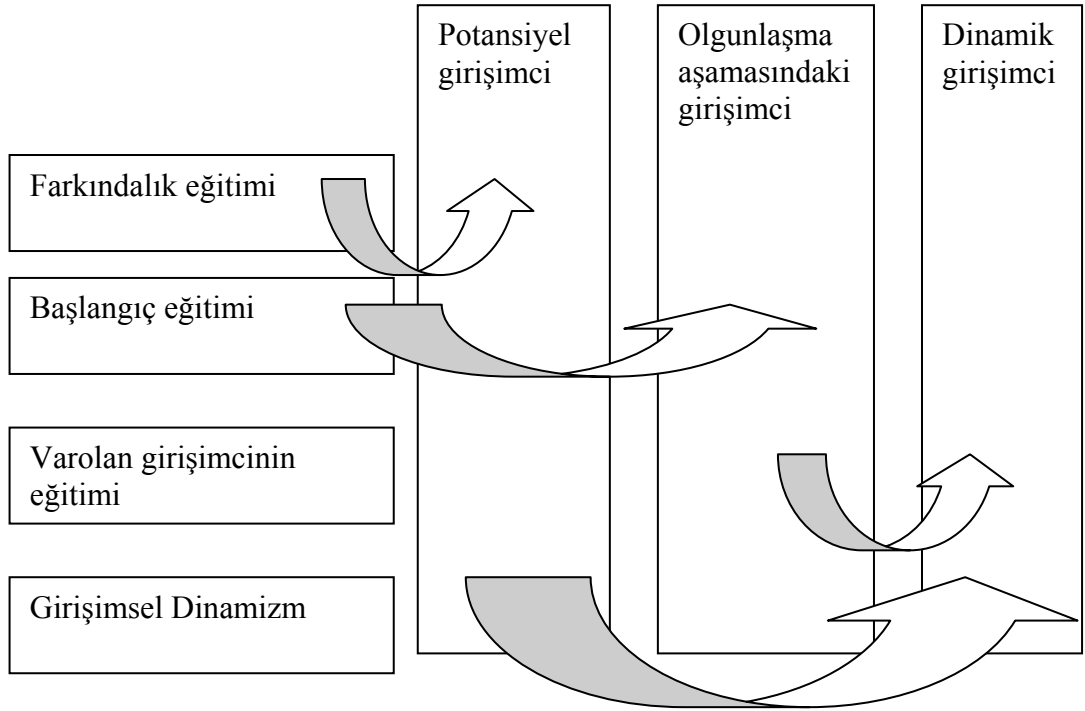 Potansiyel
girişimci
Olgunlaşma
aşamasındaki
girişimci
Dinamik
girişimci
Farkındalık eğitimi
Başlangıç eğitimi
Varolan girişimcinin
eğitimi
Girişimsel Dinamizm